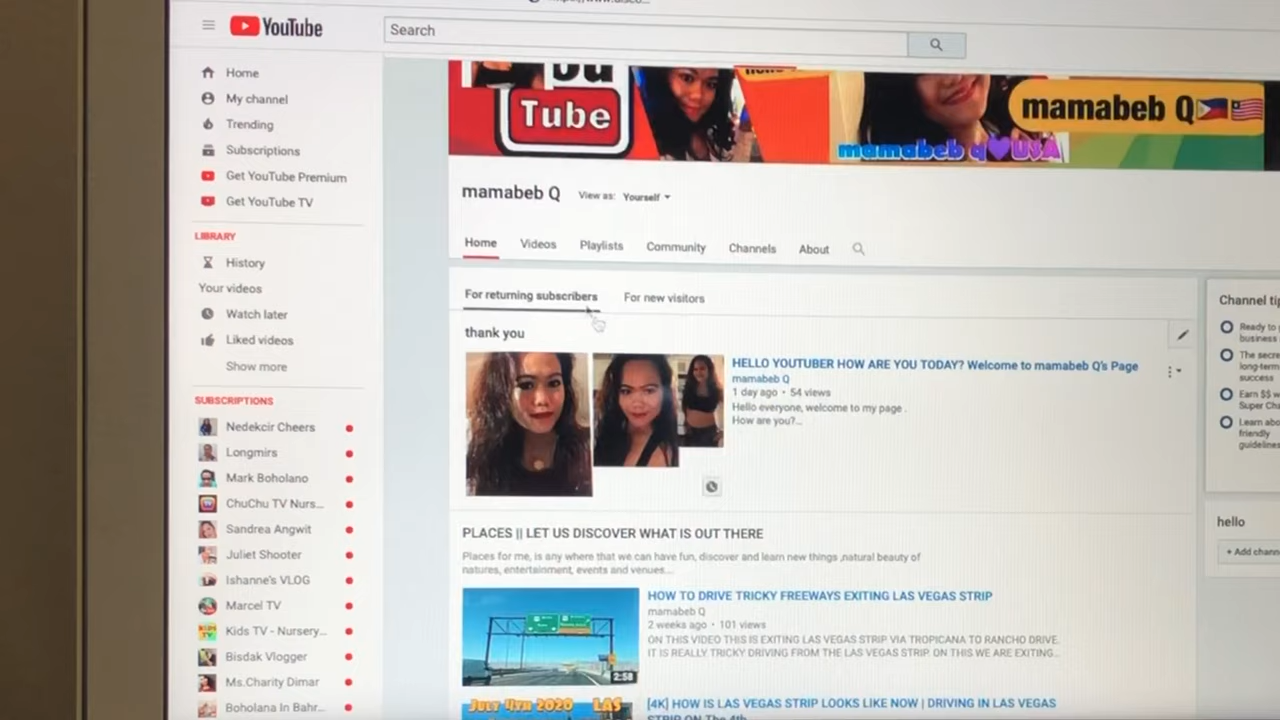 YouTube
Search
Home
My channel
Trending
Subscriptions
Get YouTube Premium
Get YouTube TV
LIBRARY
History
Your videos
Watch later
Liked videos
Show more
SUBSCRIPTIONS
Nedekcir Cheers
Longmirs
Mark Boholano
ChuChu TV Nurs...
Sandrea Angwit
Juliet Shooter
Ishanne's VLOG
Marcel TV
Kids TV - Nursery...
Bisdak Vlogger
Ms.Charity Dimar
Boholana In Bahr...
Tube
mamabeb q💜USA
mamabeb Q🇵🇭🇺🇸
mamabeb Q View as: Yourself
Home Videos Playlists Community Channels About
For returning subscribers For new visitors
thank you
HELLO YOUTUBER HOW ARE YOU TODAY? Welcome to mamabeb Q's Page
mamabeb Q
1 day ago • 54 views
Hello everyone, welcome to my page .
How are you?...
PLACES || LET US DISCOVER WHAT IS OUT THERE
Places for me, is any where that we can have fun, discover and learn new things ,natural beauty of
natures, entertainment, events and venues...
HOW TO DRIVE TRICKY FREEWAYS EXITING LAS VEGAS STRIP
mamabeb Q
2 weeks ago • 101 views
ON THIS VIDEO THIS IS EXITING LAS VEGAS STRIP VIA TROPICANA TO RANCHO DRIVE.
IT IS REALLY TRICKY DRIVING FROM THE LAS VEGAS STRIP. ON THIS WE ARE EXITING...
2:58
JULY 4TH 2020 LAS
[4K] HOW IS LAS VEGAS STRIP LOOKS LIKE NOW | DRIVING IN LAS VEGAS
STRIP ON The 4th
Channel tip
Ready to
business
The secre
long-term
success
Earn $$ w
Super Cha
Learn abo
friendly
guidelines
hello
+ Add chann